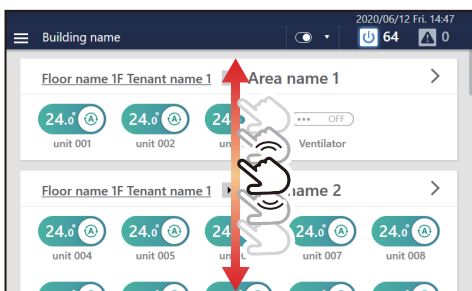 2020/06/12 Fri. 14:47
Building name 64 0
Floor name 1F Tenant name 1 Area name 1
24.0 A 24.0 A 24. ... OFF
unit 001 unit 002 un Ventilator
Floor name 1F Tenant name 1 name 2
24.0 A 24.0 A 24 24.0 A 24.0 A
unit 004 unit 005 u unit 007 unit 008